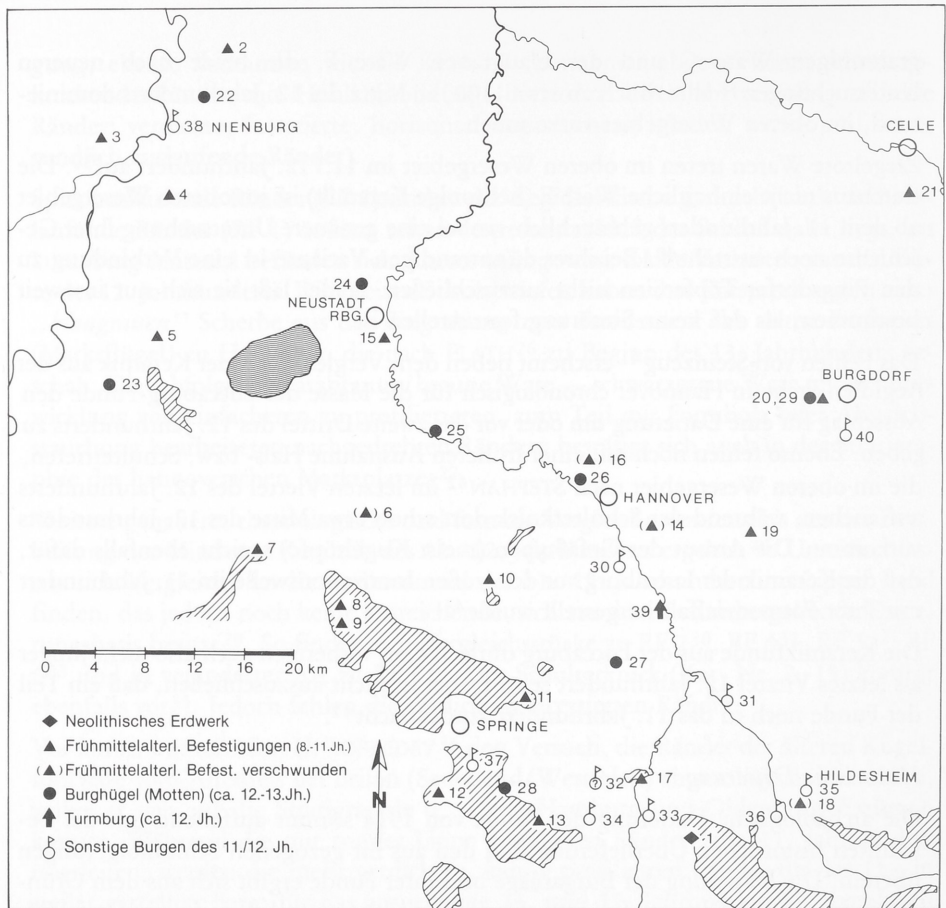 2
22
38 NIENBURG
3
CELLE
4
21
24
NEUSTADT
RBG.
15
5
23
BURGDORF
20,29
40
25
( ) 16
26
HANNOVER
( ) 6
( ) 14
19
7
30
10
8
39
9
0 4 8 12 16 20 km
27
11
31
SPRINGE
Neolithisches Erdwerk
Frühmittelalterl. Befestigungen (8.-11.Jh.)
( ) Frühmittelalterl. Befest. verschwunden
Burghügel (Motten) (ca. 12.-13.Jh.)
Turmburg (ca. 12. Jh.)
Sonstige Burgen des 11./12. Jh.
N
37
12
28
13
32
?
17
34
33
1
36
HILDESHEIM
35
( ) 18